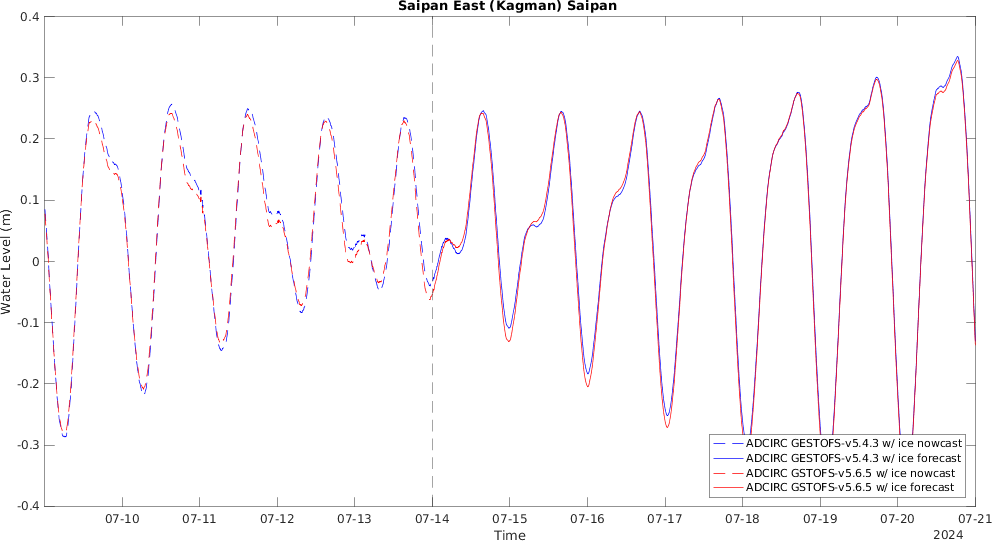 Saipan East (Kagman) Saipan
Water Level (m)
0.4
0.3
0.2
0.1
0
-0.1
-0.2
-0.3
-0.4
ADCIRC GESTOFS-v5.4.3 w/ ice nowcast
ADCIRC GESTOFS-v5.4.3 w/ ice forecast
ADCIRC GSTOFS-v5.6.5 w/ ice nowcast
ADCIRC GSTOFS-v5.6.5 w/ ice forecast
07-10 07-11 07-12 07-13 07-14 07-15 07-16 07-17 07-18 07-19 07-20 07-21
Time
2024